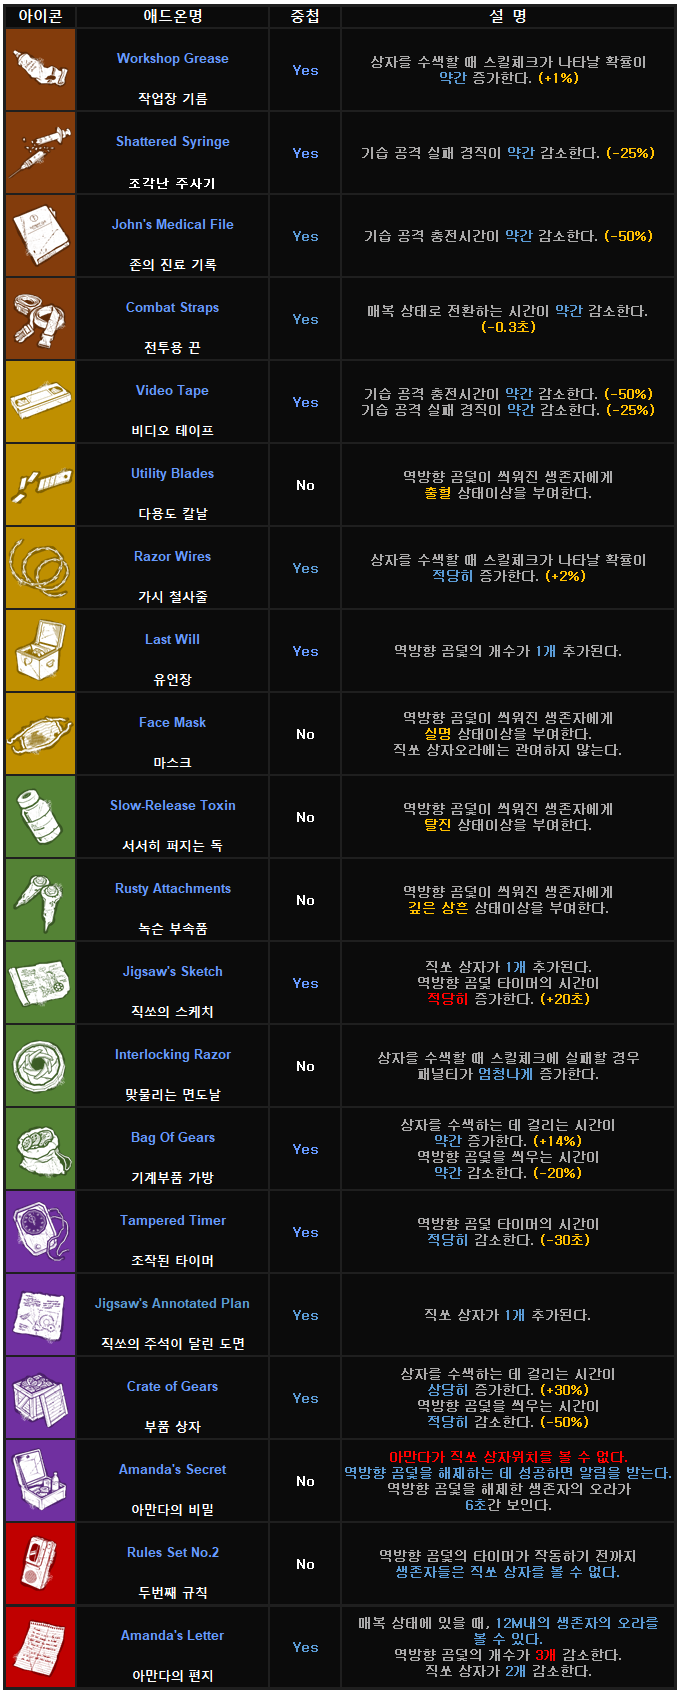 아이콘 애드온명 중첩 설 명
Workshop Grease
작업장 기름
Yes
상자를 수색할 때 스킬체크가 나타날 확률이
약간 증가한다. (+1%)
Shattered Syringe
조각난 주사기
Yes
기습 공격 실패 경직이 약간 감소한다. (-25%)
John's Medical File
존의 진료 기록
Yes
기습 공격 충전시간이 약간 감소한다. (-50%)
Combat Straps
전투용 끈
Yes
매복 상태로 전환하는 시간이 약간 감소한다.
(-0.3초)
Video Tape
비디오 테이프
Yes
기습 공격 충전시간이 약간 감소한다. (-50%)
기습 공격 실패 경직이 약간 감소한다. (-25%)
Utility Blades
다용도 칼날
No
역방향 곰덫이 씌워진 생존자에게
출혈 상태이상을 부여한다.
Razor Wires
가시 철사줄
Yes
상자를 수색할 때 스킬체크가 나타날 확률이
적당히 증가한다. (+2%)
Last Will
유언장
Yes
역방향 곰덫의 개수가 1개 추가된다.
Face Mask
마스크
No
역방향 곰덫이 씌워진 생존자에게
실명 상태이상을 부여한다.
직쏘 상자오라에는 관여하지 않는다.
Slow-Release Toxin
서서히 퍼지는 독
No
역방향 곰덫이 씌워진 생존자에게
탈진 상태이상을 부여한다.
Rusty Attachments
녹슨 부속품
No
역방향 곰덫이 씌워진 생존자에게
깊은 상흔 상태이상을 부여한다.
Jigsaw's Sketch
직쏘의 스케치
Yes
직쏘 상자가 1개 추가된다.
역방향 곰덫 타이머의 시간이
적당히 증가한다. (+20초)
Interlocking Razor
맞물리는 면도날
No
상자를 수색할 때 스킬체크에 실패할 경우
패널티가 엄청나게 증가한다.
Bag Of Gears
기계부품 가방
Yes
상자를 수색하는 데 걸리는 시간이
약간 증가한다. (+14%)
역방향 곰덫을 씌우는 시간이
약간 감소한다. (-20%)
Tampered Timer
조작된 타이머
Yes
역방향 곰덫 타이머의 시간이
적당히 감소한다. (-30초)
Jigsaw's Annotated Plan
직쏘의 주석이 달린 도면
Yes
직쏘 상자가 1개 추가된다.
Crate of Gears
부품 상자
Yes
상자를 수색하는 데 걸리는 시간이
상당히 증가한다. (+30%)
역방향 곰덫을 씌우는 시간이
적당히 감소한다. (-50%)
Amanda's Secret
아만다의 비밀
No
아만다가 직쏘 상자위치를 볼 수 없다.
역방향 곰덫을 해제하는 데 성공하면 알림을 받는다.
역방향 곰덫을 해제한 생존자의 오라가
6초간 보인다.
Rules Set No.2
두번째 규칙
No
역방향 곰덫의 타이머가 작동하기 전까지
생존자들은 직쏘 상자를 볼 수 없다.
Amanda's Letter
아만다의 편지
Yes
매복 상태에 있을 때, 12M내의 생존자의 오라를
볼 수 있다.
역방향 곰덫의 개수가 3개 감소한다.
직쏘 상자가 2개 감소한다.